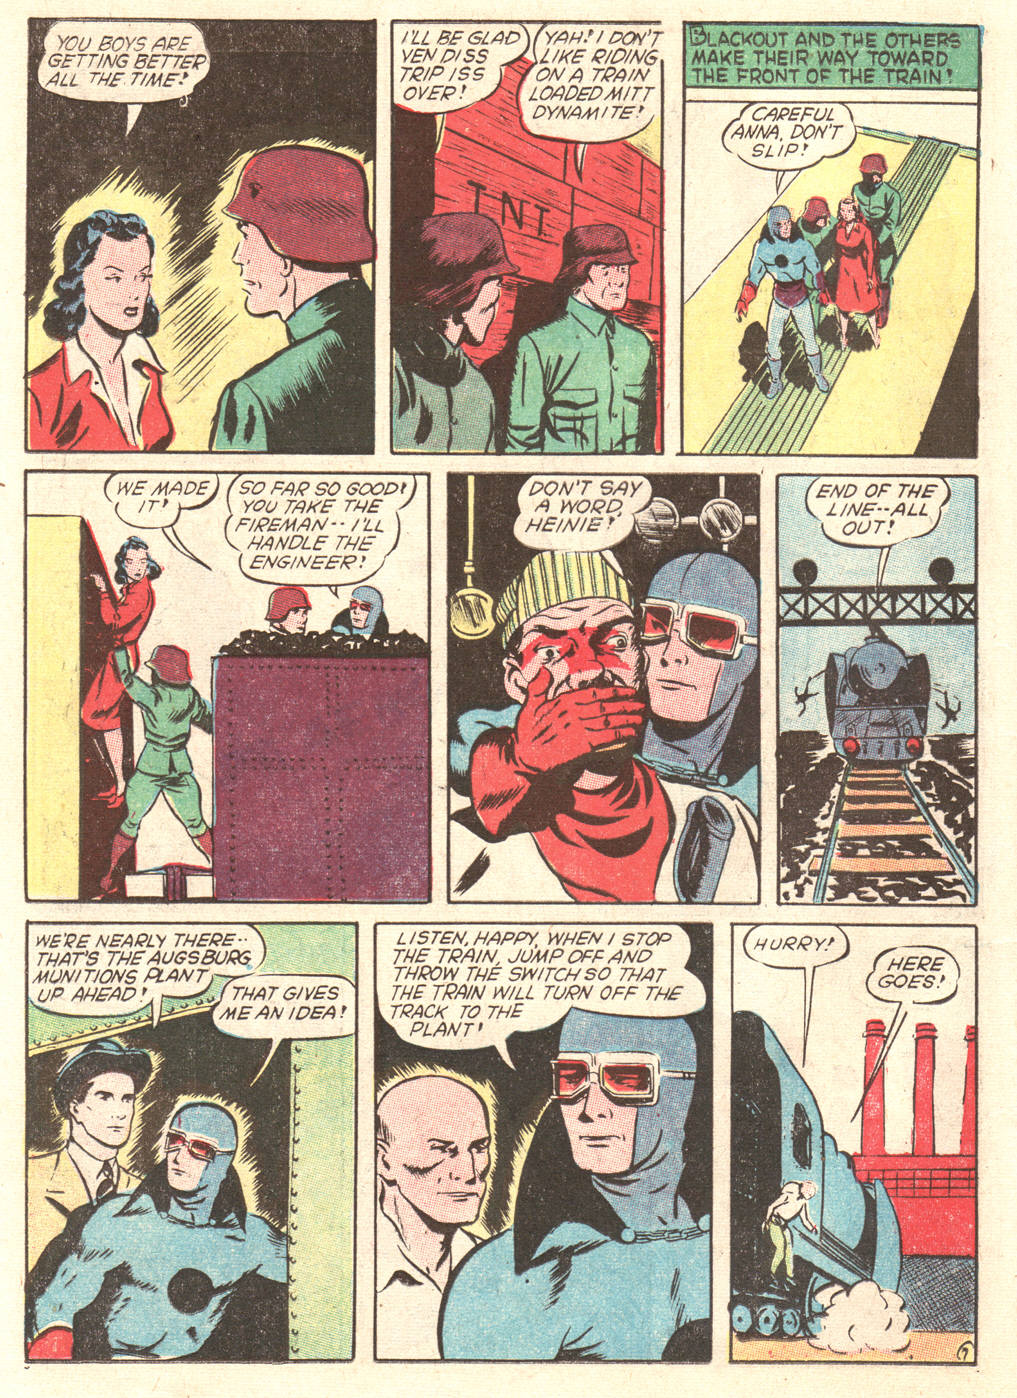 YOU BOYS ARE
GETTING BETTER
ALL THE TIME!
I'LL BE GLAD
VEN DISS
TRIP ISS
OVER!
YAH! I DON'T
LIKE RIDING
ON A TRAIN
LOADED MITT
DYNAMITE!
TNT
BLACKOUT AND THE OTHERS
MAKE THEIR WAY TOWARD
THE FRONT OF THE TRAIN!
CAREFUL
ANNA, DON'T
SLIP!
WE MADE
IT!
SO FAR SO GOOD!
YOU TAKE THE
FIREMAN-- I'LL
HANDLE THE
ENGINEER!
DON'T SAY
A WORD,
HEINIE!
END OF THE
LINE--ALL
OUT!
WE'RE NEARLY THERE--
THAT'S THE AUGSBURG
MUNITIONS PLANT
UP AHEAD!
THAT GIVES
ME AN IDEA!
LISTEN, HAPPY, WHEN I STOP
THE TRAIN, JUMP OFF AND
THROW THE SWITCH SO THAT
THE TRAIN WILL TURN OFF THE
TRACK TO THE
PLANT!
HURRY!
HERE
GOES!
7